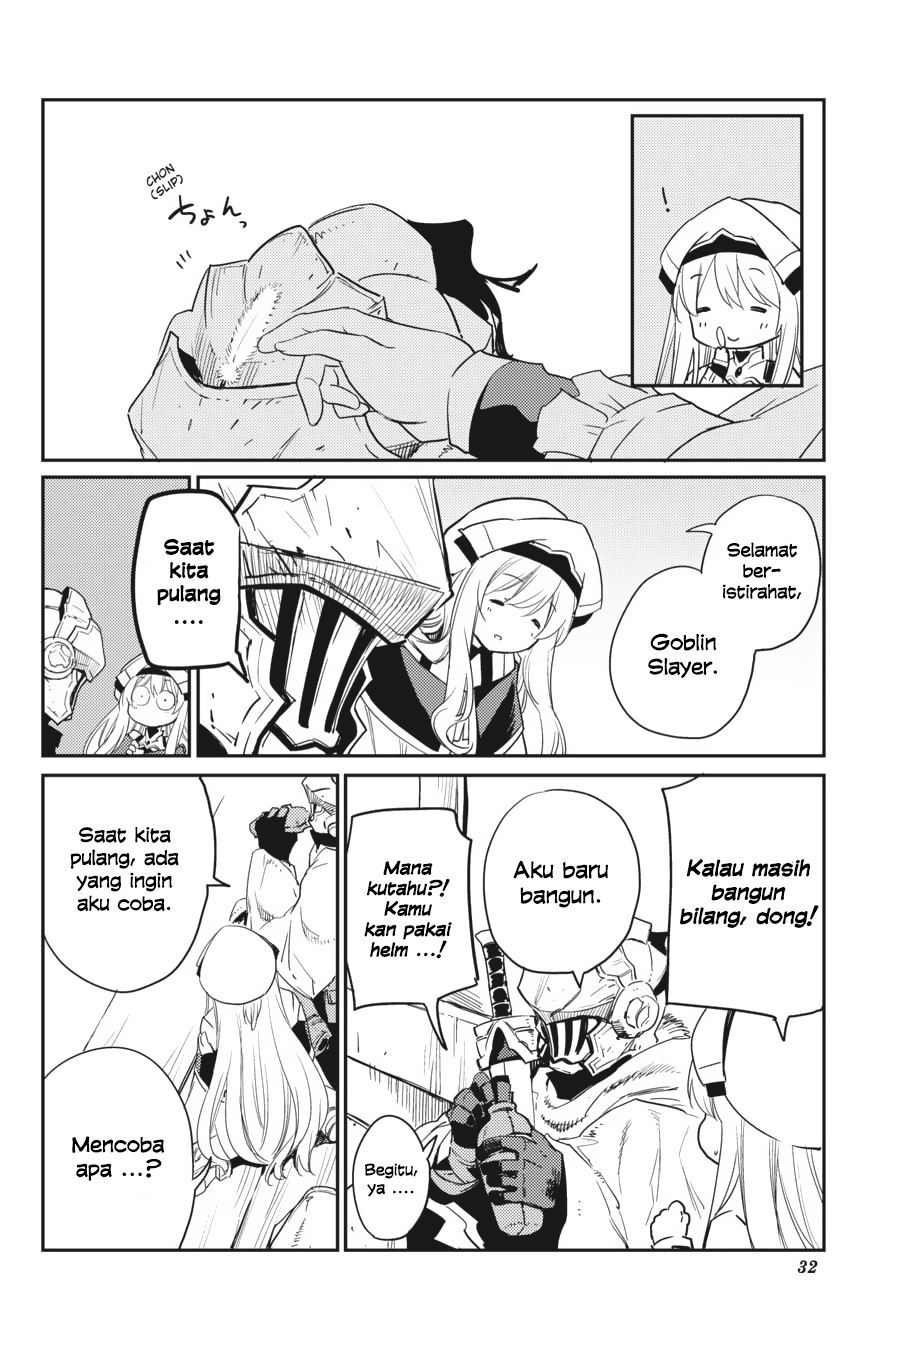 !
CHON
(SLIP)
ちょんっ
Selamat
ber-
istirahat,
Goblin
Slayer.
Saat
kita
pulang
....
Kalau masih
bangun
bilang, dong!
Aku baru
bangun.
Mana
kutahu?!
Kamu
kan pakai
helm ...!
Begitu,
ya ....
Saat kita
pulang, ada
yang ingin
aku coba.
Mencoba
apa ...?
32